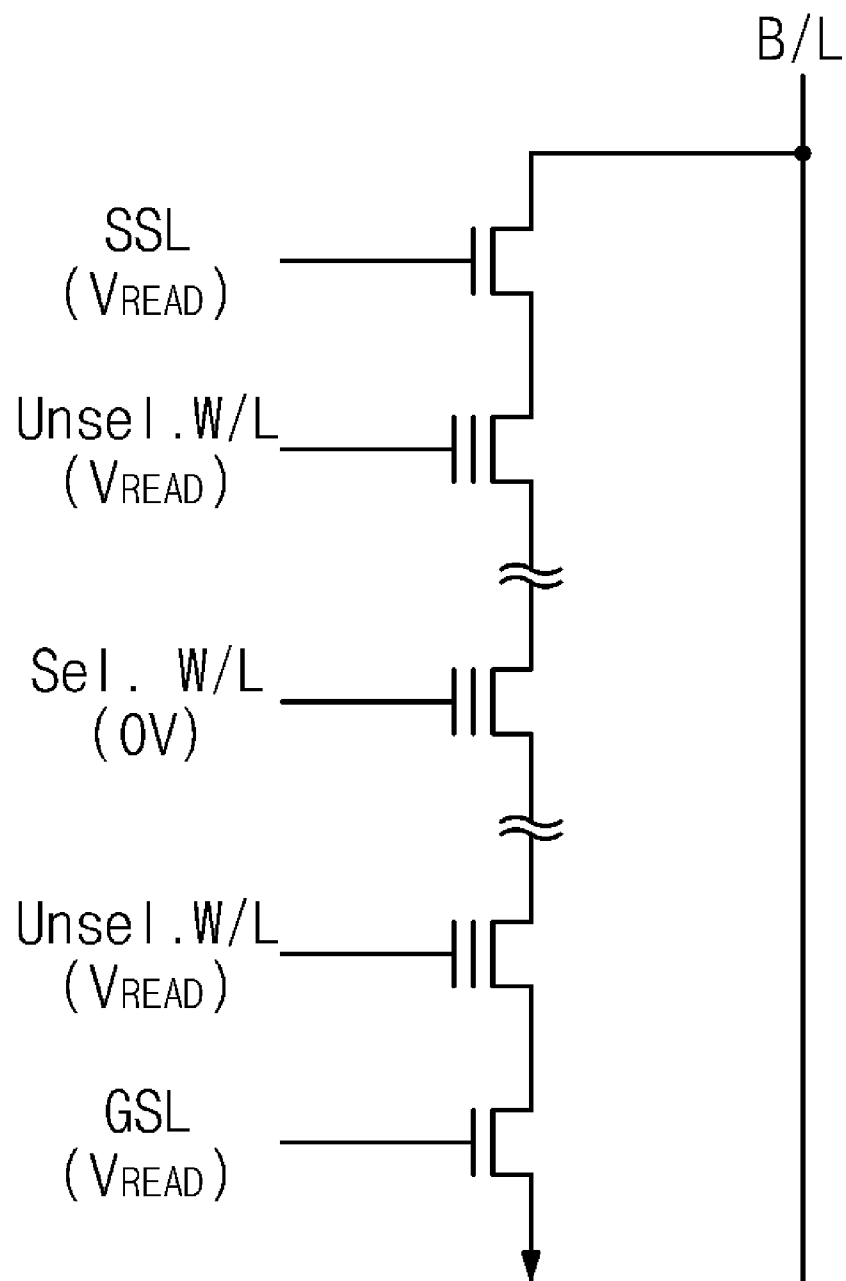 B/L
SSL
(VREAD)
Unsel.W/L
(VREAD)
Sel. W/L
(0V)
Unsel.W/L
(VREAD)
GSL
(VREAD)